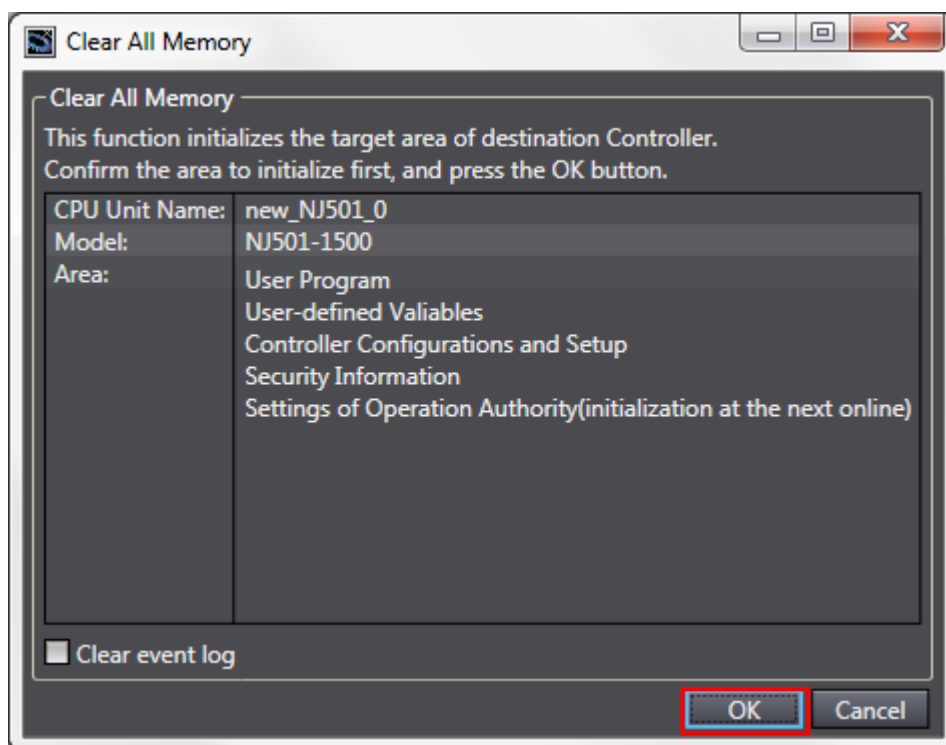 Clear All Memory
Clear All Memory
This function initializes the target area of destination Controller.
Confirm the area to initialize first, and press the OK button.
CPU Unit Name: new_NJ501_0
Model: NJ501-1500
Area: User Program
User-defined Valiables
Controller Configurations and Setup
Security Information
Settings of Operation Authority(initialization at the next online)
Clear event log
OK Cancel